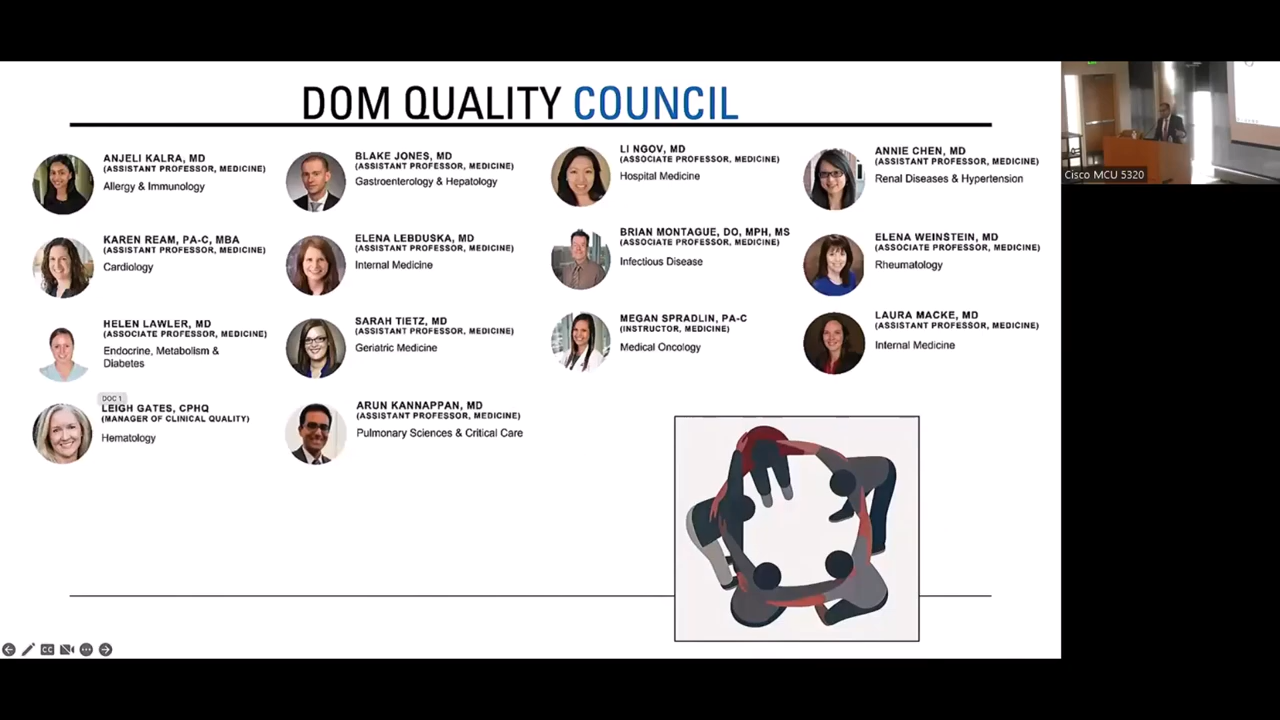 DOM QUALITY COUNCIL
ANJELI KALRA, MD
(ASSISTANT PROFESSOR, MEDICINE)
Allergy & Immunology
BLAKE JONES, MD
(ASSISTANT PROFESSOR, MEDICINE)
Gastroenterology & Hepatology
LI NGOV, MD
(ASSOCIATE PROFESSOR, MEDICINE)
Hospital Medicine
ANNIE CHEN, MD
(ASSISTANT PROFESSOR, MEDICINE)
Renal Diseases & Hypertension
KAREN REAM, PA-C, MBA
(ASSISTANT PROFESSOR, MEDICINE)
Cardiology
ELENA LEBDUSKA, MD
(ASSISTANT PROFESSOR, MEDICINE)
Internal Medicine
BRIAN MONTAGUE, DO, MPH, MS
(ASSOCIATE PROFESSOR, MEDICINE)
Infectious Disease
ELENA WEINSTEIN, MD
(ASSOCIATE PROFESSOR, MEDICINE)
Rheumatology
HELEN LAWLER, MD
(ASSOCIATE PROFESSOR, MEDICINE)
Endocrine, Metabolism &
Diabetes
SARAH TIETZ, MD
(ASSISTANT PROFESSOR, MEDICINE)
Geriatric Medicine
MEGAN SPRADLIN, PA-C
(INSTRUCTOR, MEDICINE)
Medical Oncology
LAURA MACKE, MD
(ASSISTANT PROFESSOR, MEDICINE)
Internal Medicine
DOC 1
LEIGH GATES, CPHQ
(MANAGER OF CLINICAL QUALITY)
Hematology
ARUN KANNAPPAN, MD
(ASSISTANT PROFESSOR, MEDICINE)
Pulmonary Sciences & Critical Care
Cisco MCU 5320
CC